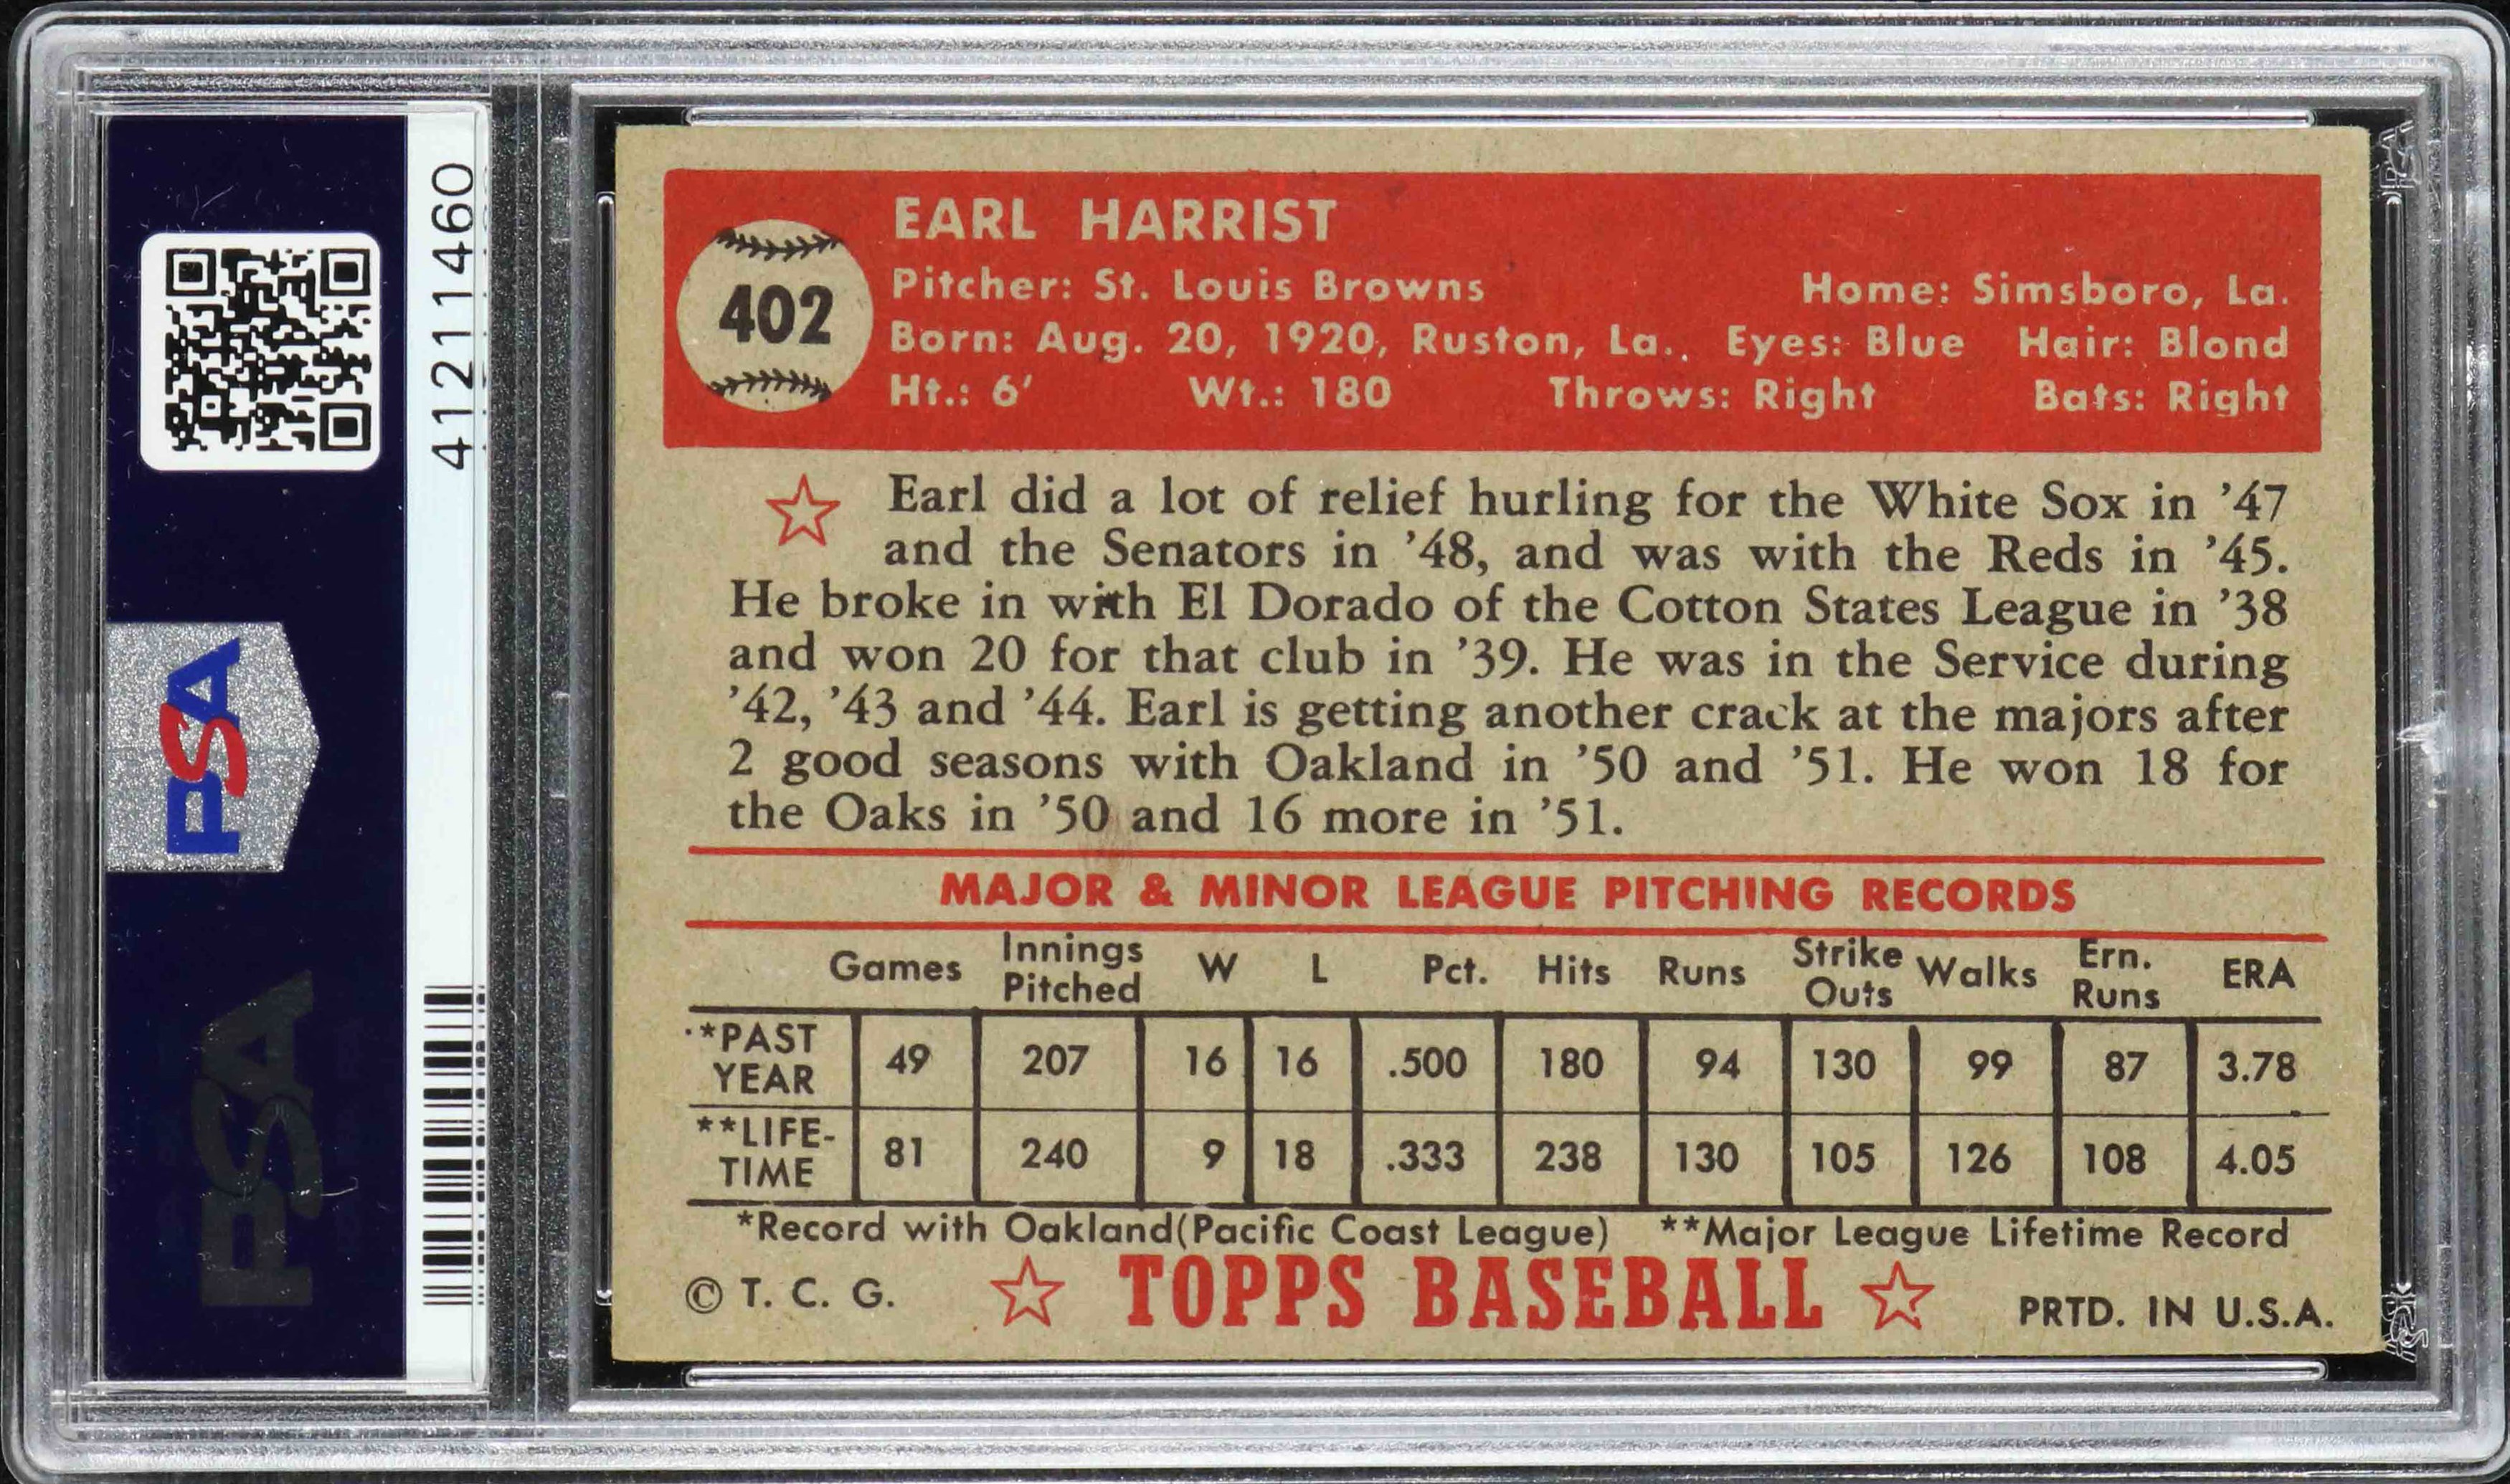 41211460
PSA
PSA
402
EARL HARRIST
Pitcher: St. Louis Browns Home: Simsboro, La.
Born: Aug. 20, 1920, Ruston, La.. Eyes: Blue Hair: Blond
Ht.: 6' Wt.: 180 Throws: Right Bats: Right
Earl did a lot of relief hurling for the White Sox in ’47
and the Senators in ’48, and was with the Reds in ’45.
He broke in with El Dorado of the Cotton States League in ’38
and won 20 for that club in ’39. He was in the Service during
’42, ’43 and ’44. Earl is getting another crack at the majors after
2 good seasons with Oakland in ’50 and ’51. He won 18 for
the Oaks in ’50 and 16 more in ’51.
MAJOR & MINOR LEAGUE PITCHING RECORDS
Games Innings Pitched W L Pct. Hits Runs Strike Outs Walks Ern. Runs ERA
*PAST YEAR 49 207 16 16 .500 180 94 130 99 87 3.78
**LIFE-TIME 81 240 9 18 .333 238 130 105 126 108 4.05
*Record with Oakland(Pacific Coast League) **Major League Lifetime Record
© T. C. G. ☆ TOPPS BASEBALL ☆ PRTD. IN U.S.A.